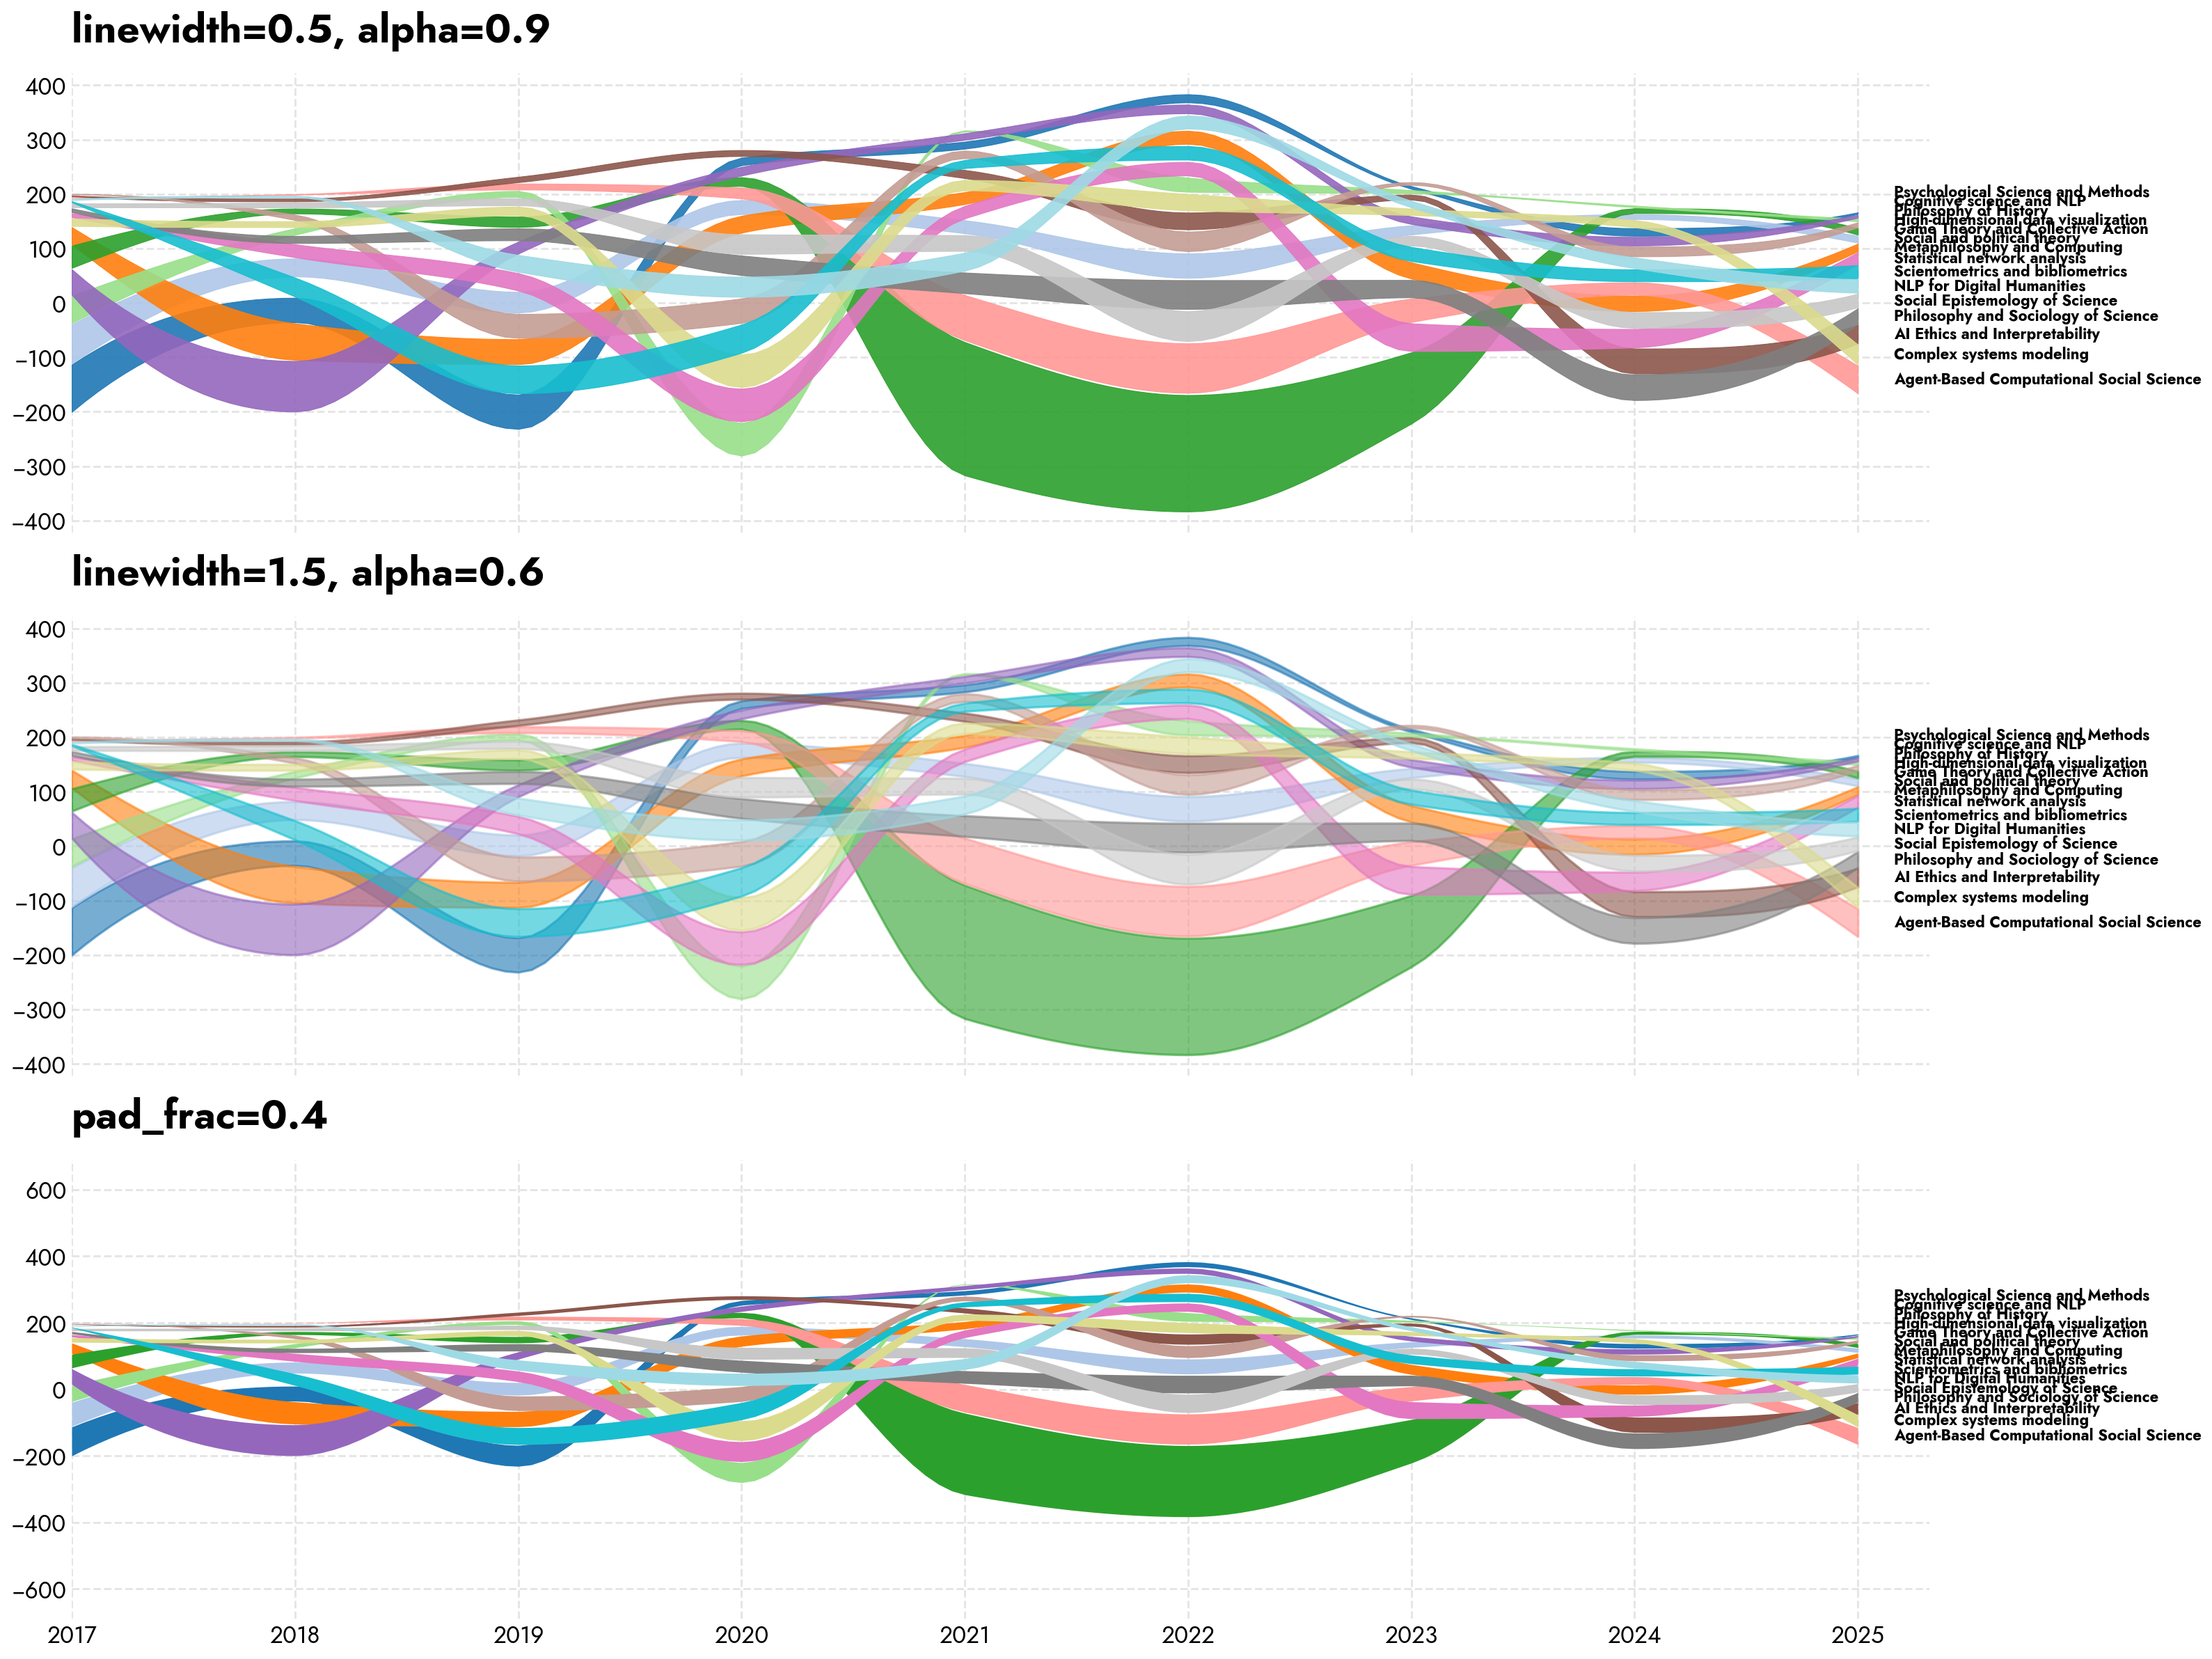 linewidth=0.5, alpha=0.9
400
300
200
100
0
−100
−200
−300
−400
Psychological Science and Methods
Cognitive science and NLP
Philosophy of History
High-dimensional data visualization
Game Theory and Collective Action
Social and political theory
Metaphilosophy and Computing
Statistical network analysis
Scientometrics and bibliometrics
NLP for Digital Humanities
Social Epistemology of Science
Philosophy and Sociology of Science
AI Ethics and Interpretability
Complex systems modeling
Agent-Based Computational Social Science
linewidth=1.5, alpha=0.6
400
300
200
100
0
−100
−200
−300
−400
Psychological Science and Methods
Cognitive science and NLP
Philosophy of History
High-dimensional data visualization
Game Theory and Collective Action
Social and political theory
Metaphilosophy and Computing
Statistical network analysis
Scientometrics and bibliometrics
NLP for Digital Humanities
Social Epistemology of Science
Philosophy and Sociology of Science
AI Ethics and Interpretability
Complex systems modeling
Agent-Based Computational Social Science
pad_frac=0.4
600
400
200
0
−200
−400
−600
Psychological Science and Methods
Cognitive science and NLP
Philosophy of History
High-dimensional data visualization
Game Theory and Collective Action
Social and political theory
Metaphilosophy and Computing
Statistical network analysis
Scientometrics and bibliometrics
NLP for Digital Humanities
Social Epistemology of Science
Philosophy and Sociology of Science
AI Ethics and Interpretability
Complex systems modeling
Agent-Based Computational Social Science
2017 2018 2019 2020 2021 2022 2023 2024 2025